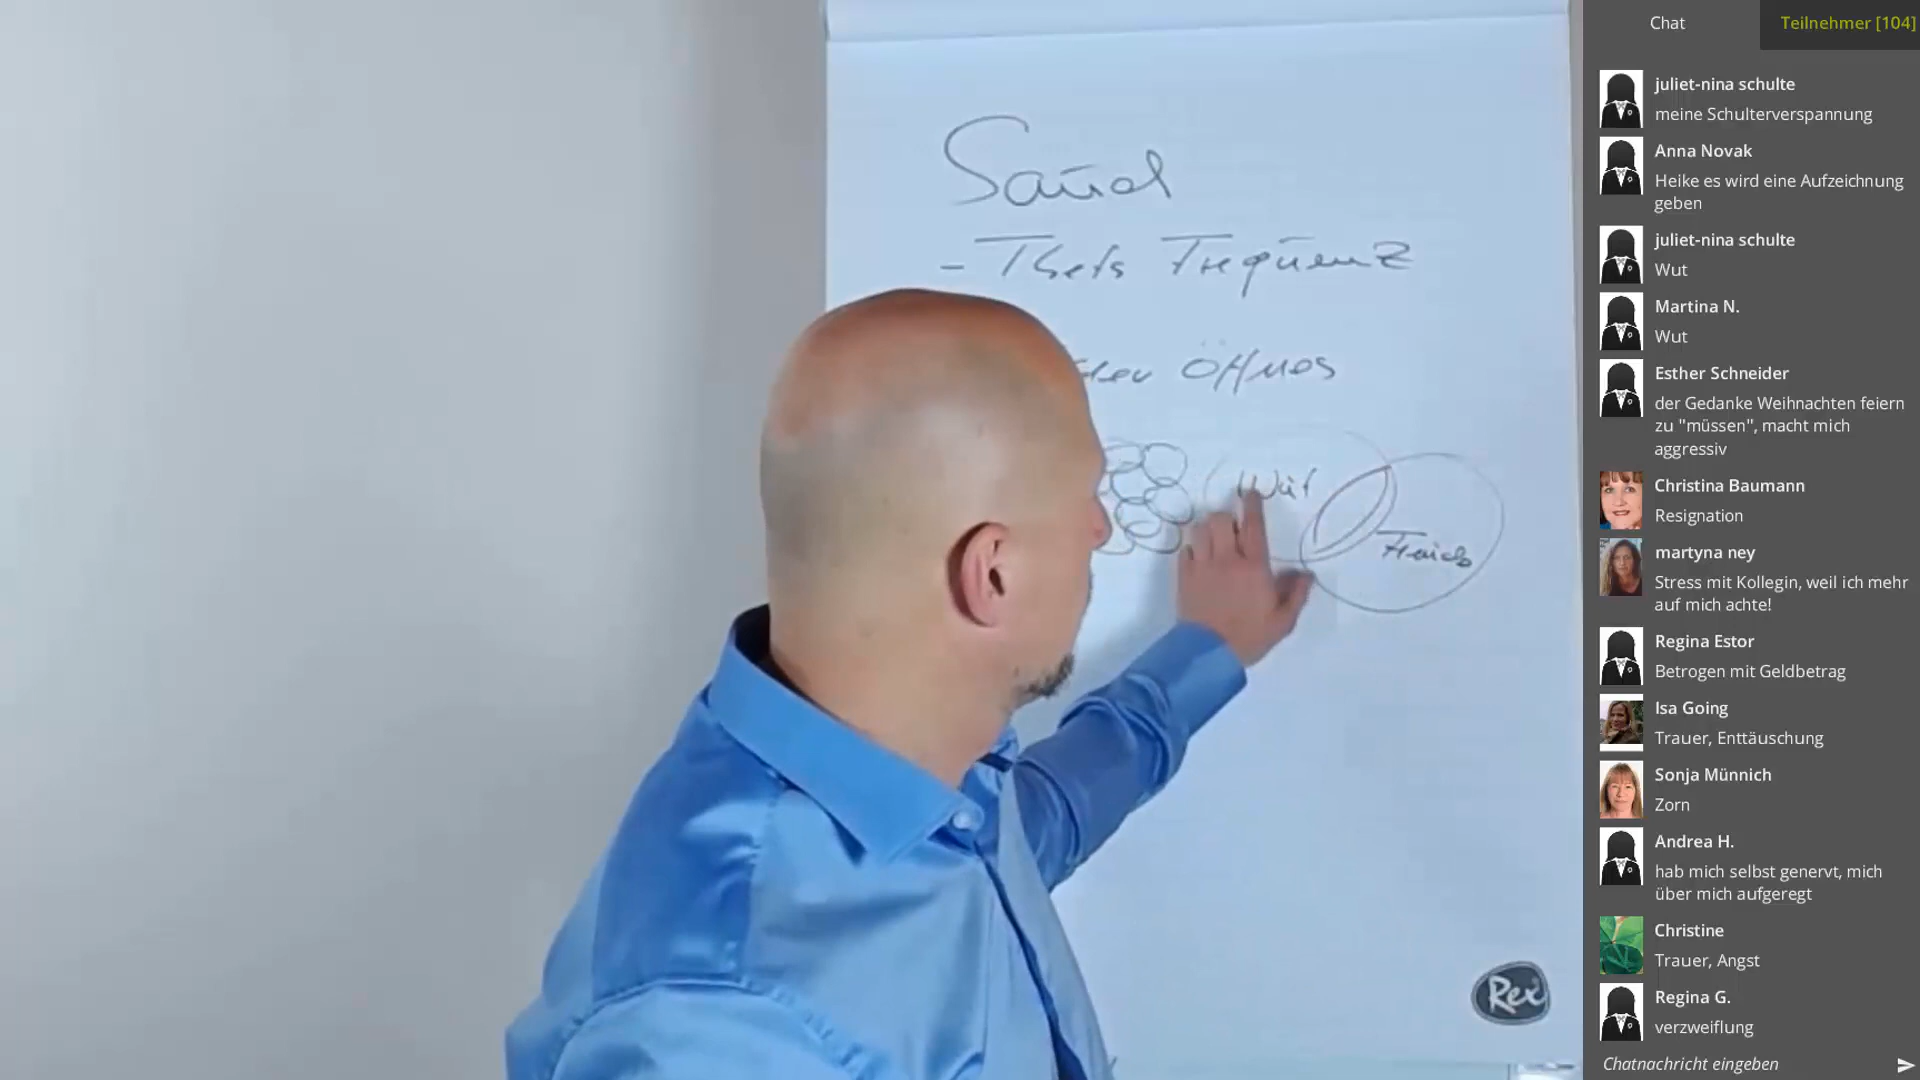 Sand
- Theta Frequenz
öffnes
Wut
Freude
Rex
Chat
Teilnehmer [104]
juliet-nina schulte
meine Schulterverspannung
Anna Novak
Heike es wird eine Aufzeichnung
geben
juliet-nina schulte
Wut
Martina N.
Wut
Esther Schneider
der Gedanke Weihnachten feiern
zu "müssen", macht mich
aggressiv
Christina Baumann
Resignation
martyna ney
Stress mit Kollegin, weil ich mehr
auf mich achte!
Regina Estor
Betrogen mit Geldbetrag
Isa Going
Trauer, Enttäuschung
Sonja Münnich
Zorn
Andrea H.
hab mich selbst genervt, mich
über mich aufgeregt
Christine
Trauer, Angst
Regina G.
verzweiflung
Chatnachricht eingeben